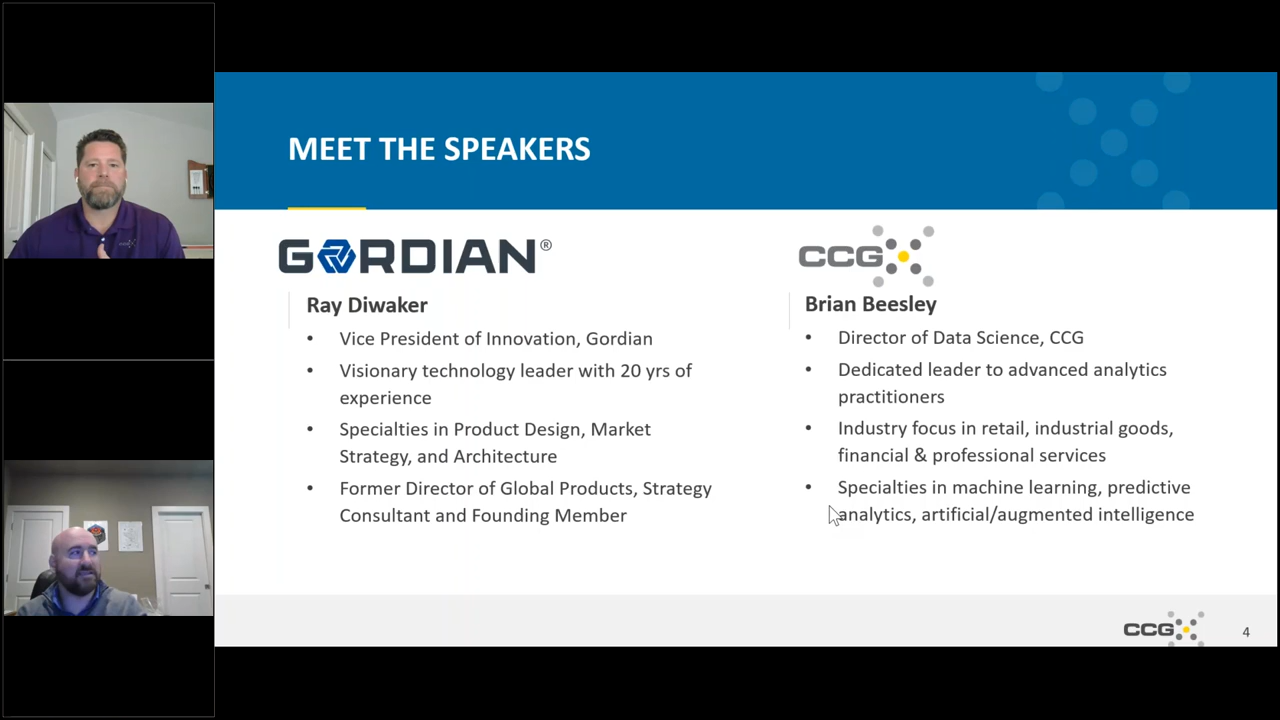 MEET THE SPEAKERS
GORDIAN®
Ray Diwaker
• Vice President of Innovation, Gordian
• Visionary technology leader with 20 yrs of
experience
• Specialties in Product Design, Market
Strategy, and Architecture
• Former Director of Global Products, Strategy
Consultant and Founding Member
CCG
Brian Beesley
• Director of Data Science, CCG
• Dedicated leader to advanced analytics
practitioners
• Industry focus in retail, industrial goods,
financial & professional services
• Specialties in machine learning, predictive
analytics, artificial/augmented intelligence
CCG
4